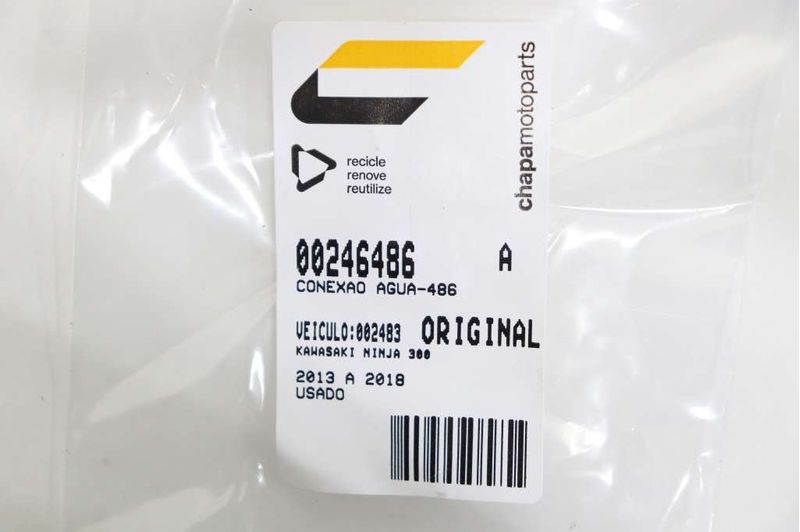 chapamotoparts
recicle
renove
reutilize
00246486 A
CONEXAO AGUA-486
VEICULO:002483 ORIGINAL
KAWASAKI NINJA 300
2013 A 2018
USADO